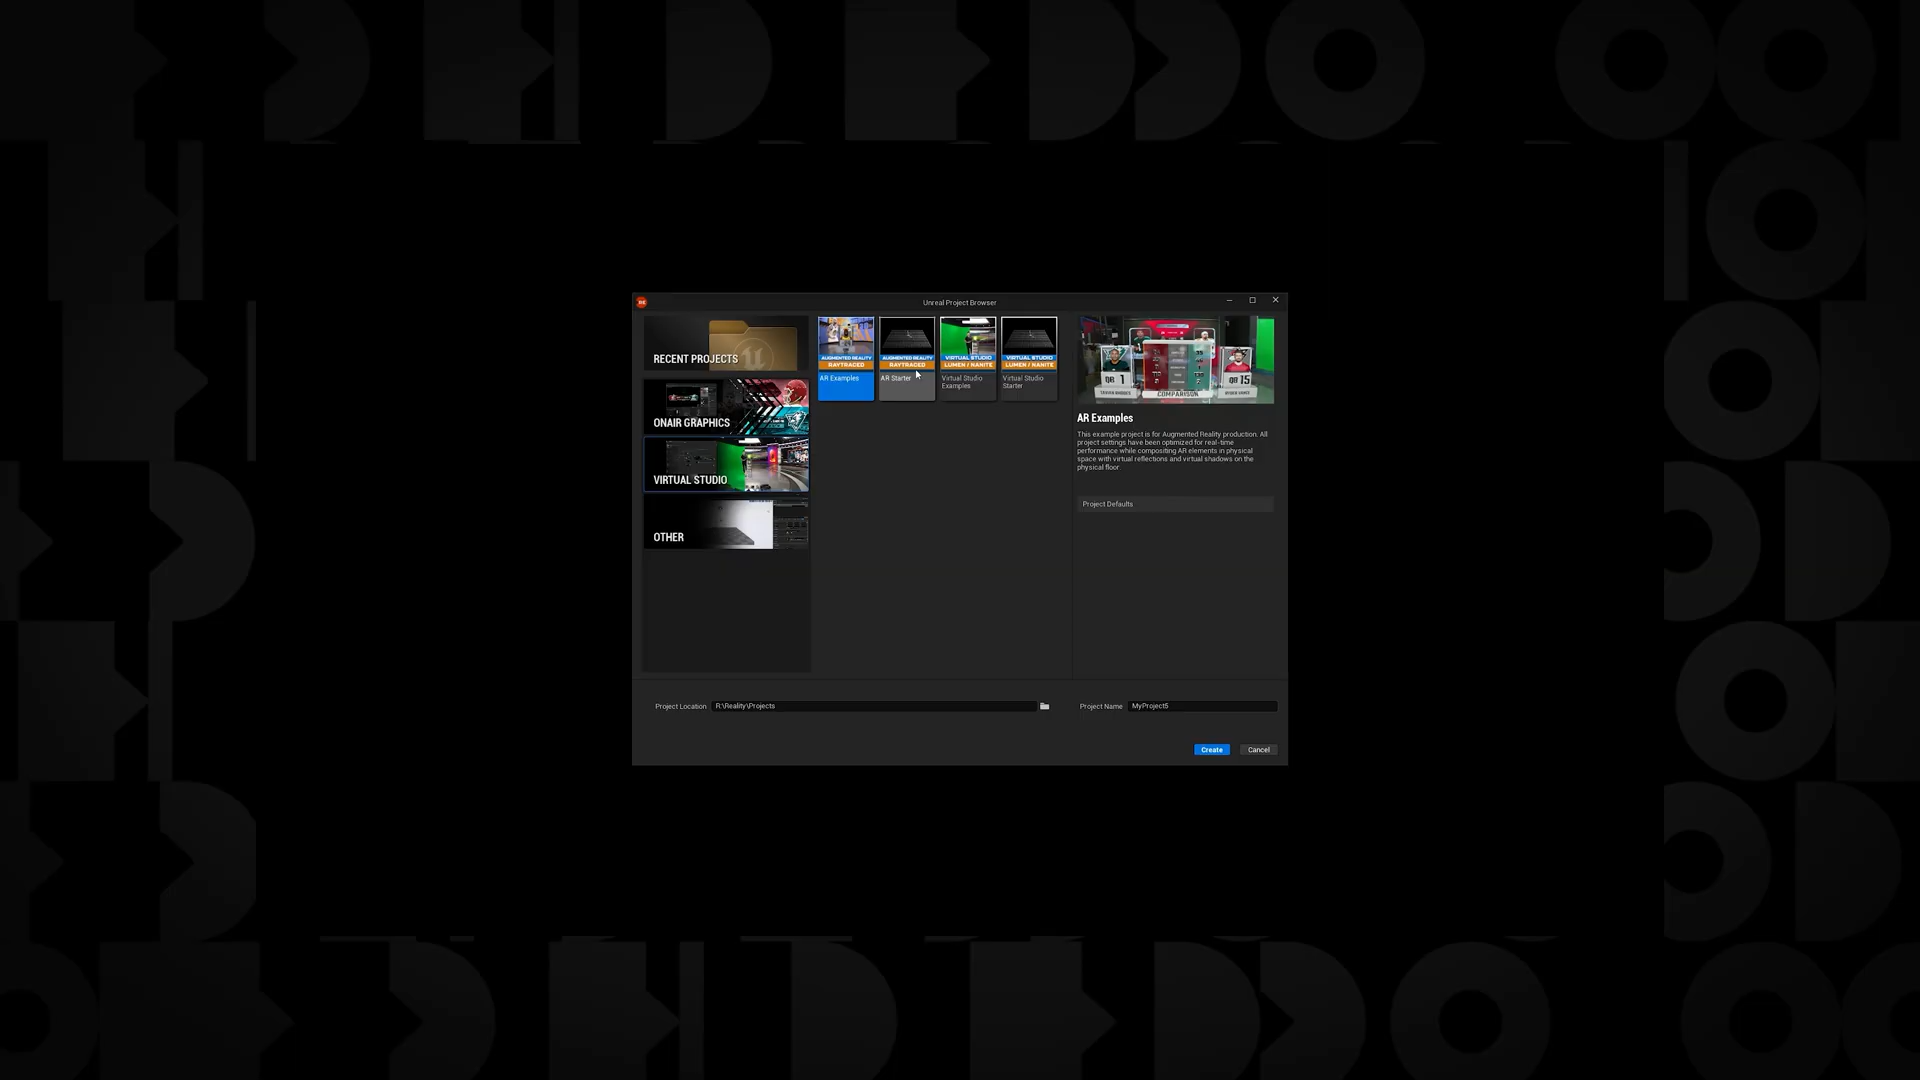 Unreal Project Browser
RECENT PROJECTS
ONAIR GRAPHICS
VIRTUAL STUDIO
OTHER
AUGMENTED REALITY
RAYTRACED
AR Examples
AUGMENTED REALITY
RAYTRACED
AR Starter
VIRTUAL STUDIO
LUMEN / NANITE
Virtual Studio
Examples
VIRTUAL STUDIO
LUMEN / NANITE
Virtual Studio
Starter
QB 1
QB 15
COMPARISON
AR Examples
This example project is for Augmented Reality production. All
project settings have been optimized for real-time
performance while compositing AR elements in physical
space with virtual reflections and virtual shadows on the
physical floor
Project Defaults
Project Location
R:\Reality\Projects
Project Name
MyProject5
Create
Cancel